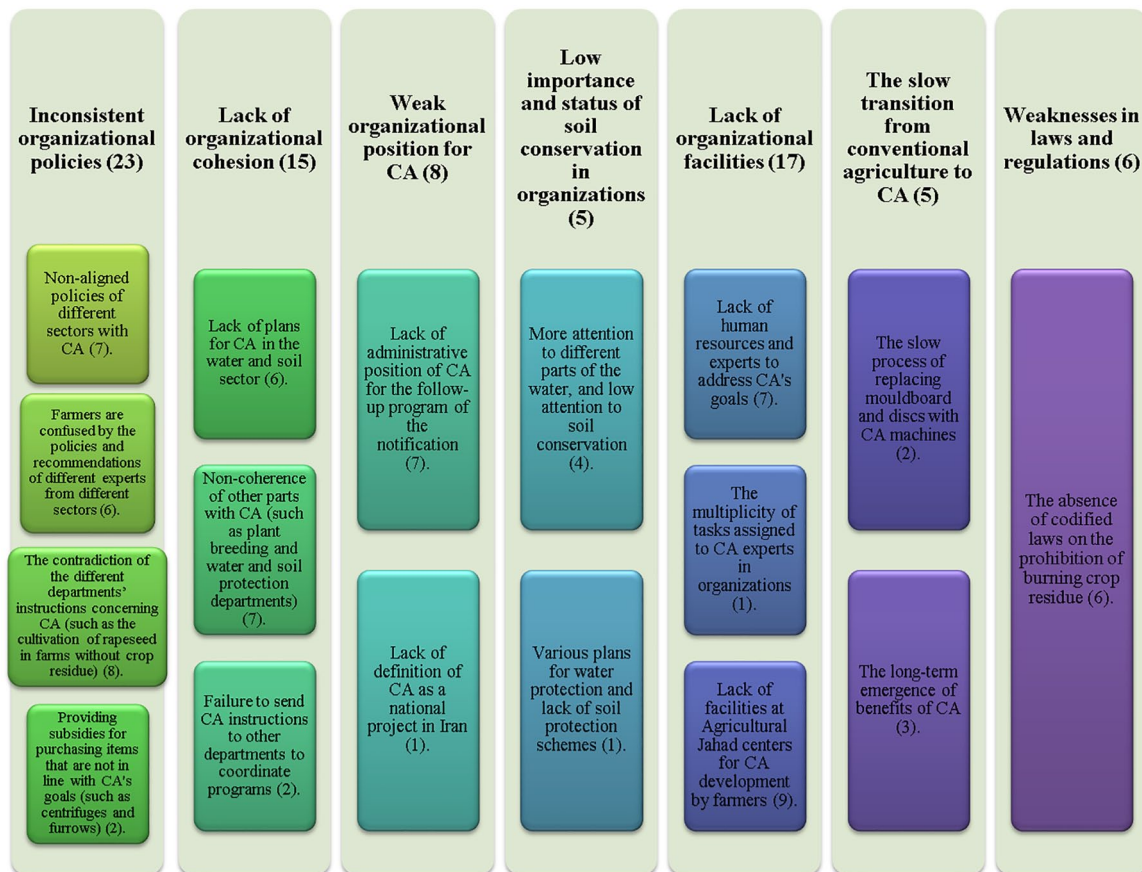 Inconsistent
organizational
policies (23)
Non-aligned
policies of
different
sectors with
CA (7).
Farmers are
confused by the
policies and
recommendations
of different experts
from different
sectors (6).
The contradiction of
the different
departments'
instructions concerning
CA (such as the
cultivation of rapeseed
in farms without crop
residue) (8).
Providing
subsidies for
purchasing items
that are not in
line with CA's
goals (such as
centrifuges and
furrows) (2).
Lack of
organizational
cohesion (15)
Lack of plans
for CA in the
water and soil
sector (6).
Non-coherence
of other parts
with CA (such
as plant
breeding and
water and soil
protection
departments)
(7).
Failure to send
CA instructions
to other
departments to
coordinate
programs (2).
Weak
organizational
position for
CA (8)
Lack of
administrative
position of CA
for the follow-
up program of
the
notification
(7).
Lack of
definition of
CA as a
national
project in Iran
(1).
Low
importance
and status of
soil
conservation
in
organizations
(5)
More attention
to different
parts of the
water, and low
attention to
soil
conservation
(4).
Various plans
for water
protection and
lack of soil
protection
schemes (1).
Lack of
organizational
facilities (17)
Lack of
human
resources and
experts to
address CA's
goals (7).
The
multiplicity of
tasks assigned
to CA experts
in
organizations
(1).
Lack of
facilities at
Agricultural
Jahad centers
for CA
development
by farmers (9).
The slow
transition
from
conventional
agriculture to
CA (5)
The slow
process of
replacing
mouldboard
and discs with
CA machines
(2).
The long-term
emergence of
benefits of CA
(3).
Weaknesses in
laws and
regulations (6)
The absence
of codified
laws on the
prohibition of
burning crop
residue (6).